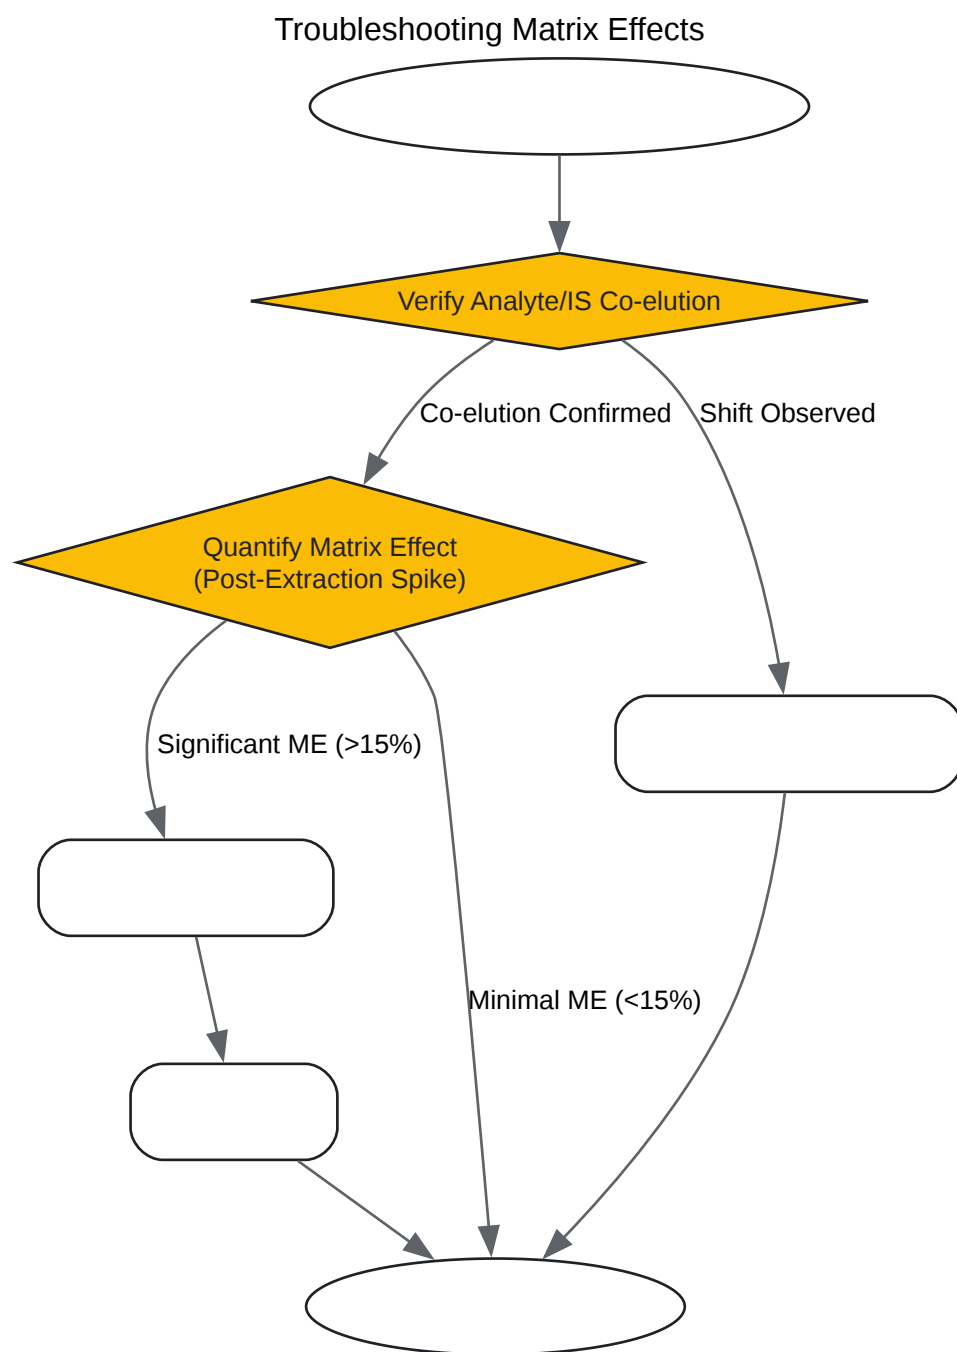 Troubleshooting Matrix Effects
Verify Analyte/IS Co-elution
Co-elution Confirmed
Shift Observed
Quantify Matrix Effect
(Post-Extraction Spike)
Significant ME (>15%)
Minimal ME (<15%)